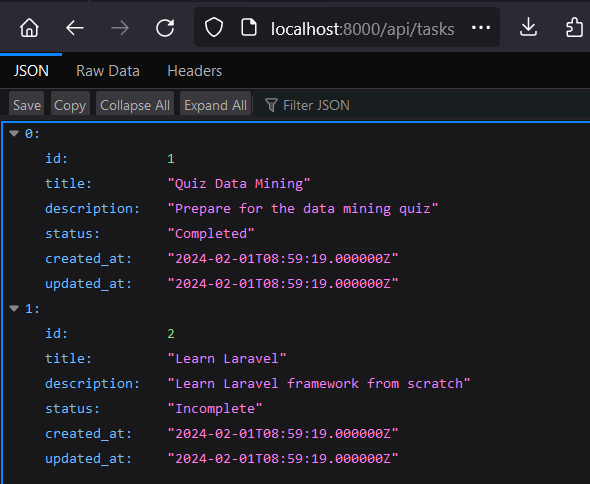 localhost:8000/api/tasks
JSON Raw Data Headers
Save Copy Collapse All Expand All Filter JSON
0:
id: 1
title: "Quiz Data Mining"
description: "Prepare for the data mining quiz"
status: "Completed"
created_at: "2024-02-01T08:59:19.000000Z"
updated_at: "2024-02-01T08:59:19.000000Z"
1:
id: 2
title: "Learn Laravel"
description: "Learn Laravel framework from scratch"
status: "Incomplete"
created_at: "2024-02-01T08:59:19.000000Z"
updated_at: "2024-02-01T08:59:19.000000Z"